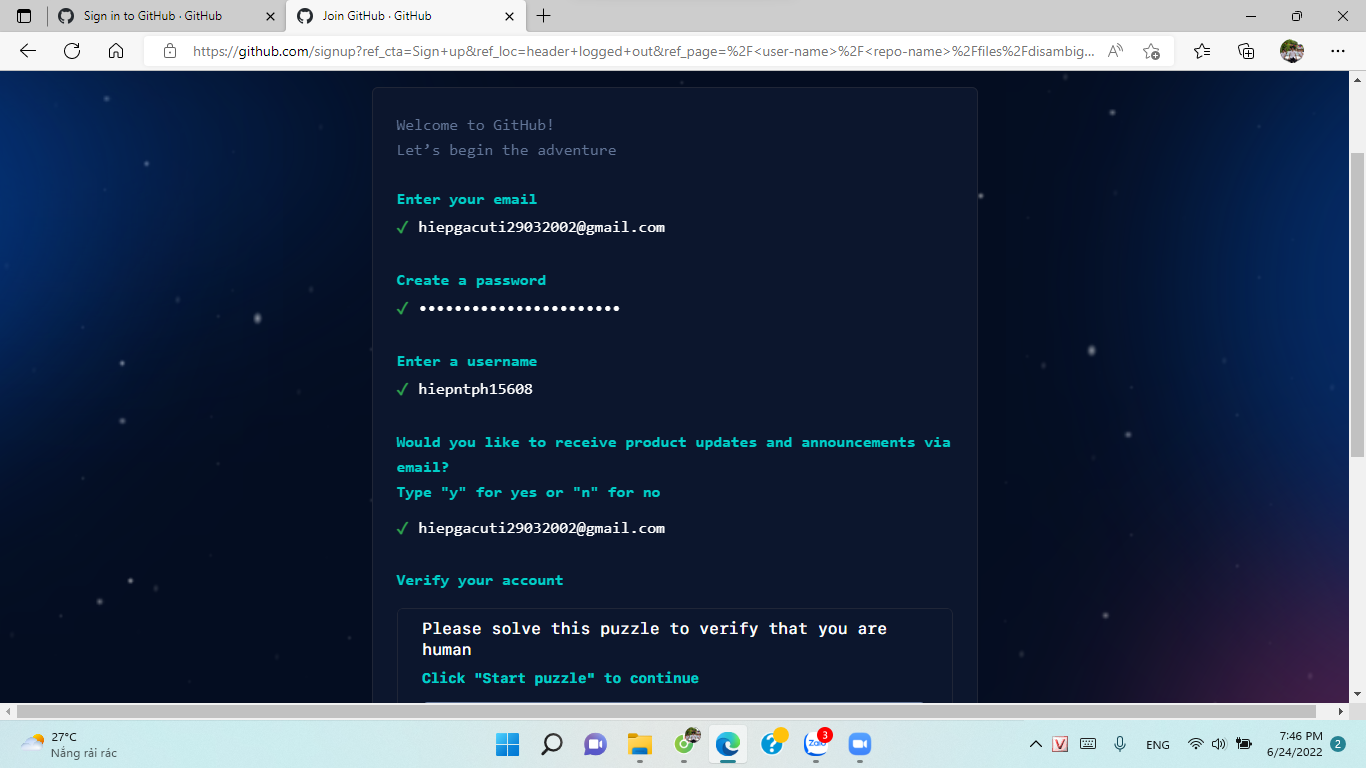 Sign in to GitHub · GitHub
Join GitHub · GitHub
https://github.com/signup?ref_cta=Sign+up&ref_loc=header+logged+out&ref_page=%2F<user-name>%2F<repo-name>%2Ffiles%2Fdisambig...
Welcome to GitHub!
Let’s begin the adventure
Enter your email
✓ hiepgacuti29032002@gmail.com
Create a password
✓ •••••••••••••••••••••••
Enter a username
✓ hiepntph15608
Would you like to receive product updates and announcements via
email?
Type "y" for yes or "n" for no
✓ hiepgacuti29032002@gmail.com
Verify your account
Please solve this puzzle to verify that you are
human
Click "Start puzzle" to continue
27°C
Nắng rải rác
Zalo
3
V
ENG
7:46 PM
6/24/2022
2